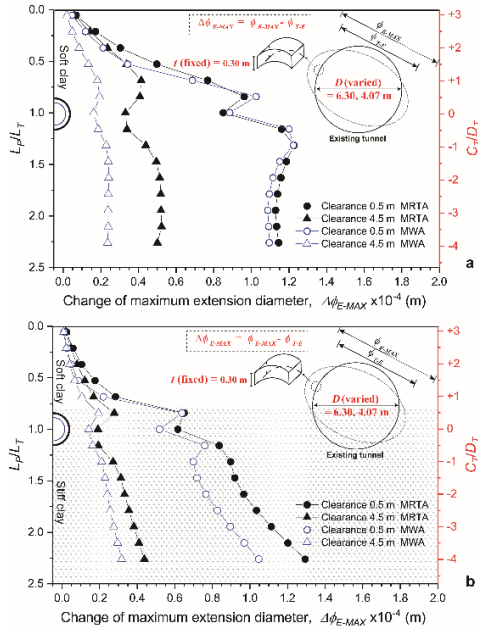 0.0 0.2 0.4 0.6 0.8 1.0 1.2 1.4 1.6 1.8 2.0
0.0
0.5
1.0
1.5
2.0
2.5
L_P/L_T
Soft clay
Δϕ_E-MAX = ϕ_E-MAX - ϕ_T-E
t (fixed) = 0.30 m
ϕ_E-MAX
ϕ_T-E
D (varied)
= 6.30, 4.07 m
Existing tunnel
Clearance 0.5 m MRTA
Clearance 4.5 m MRTA
Clearance 0.5 m MWA
Clearance 4.5 m MWA
a
+3
+2
+1
0
-1
-2
-3
-4
C_T/D_T
Change of maximum extension diameter, Δϕ_E-MAX x10⁻⁴ (m)
0.0
0.5
1.0
1.5
2.0
2.5
L_P/L_T
Soft clay
Stiff clay
Δϕ_E-MAX = ϕ_E-MAX - ϕ_T-E
t (fixed) = 0.30 m
ϕ_E-MAX
ϕ_T-E
D (varied)
= 6.30, 4.07 m
Existing tunnel
Clearance 0.5 m MRTA
Clearance 4.5 m MRTA
Clearance 0.5 m MWA
Clearance 4.5 m MWA
b
+3
+2
+1
0
-1
-2
-3
-4
C_T/D_T
0.0 0.2 0.4 0.6 0.8 1.0 1.2 1.4 1.6 1.8 2.0
Change of maximum extension diameter, Δϕ_E-MAX x10⁻⁴ (m)